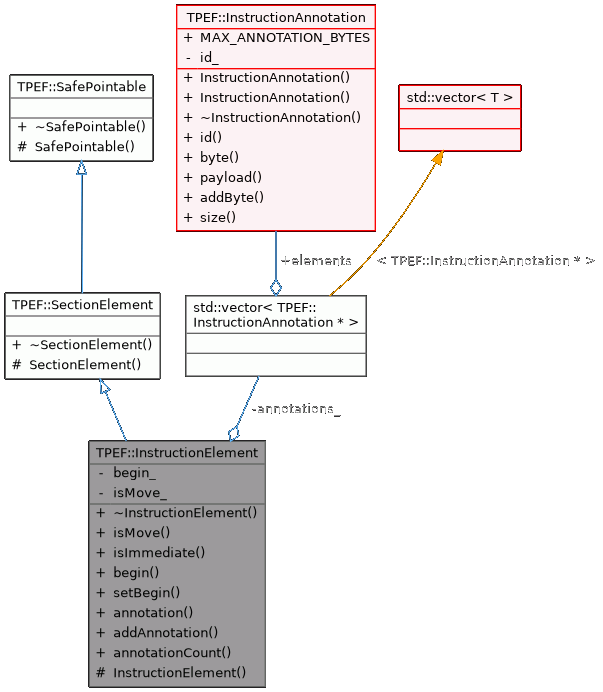 TPEF::InstructionAnnotation
+ MAX_ANNOTATION_BYTES
- id_
+ InstructionAnnotation()
+ InstructionAnnotation()
+ ~InstructionAnnotation()
+ id()
+ byte()
+ payload()
+ addByte()
+ size()
TPEF::SafePointable
+ ~SafePointable()
# SafePointable()
std::vector< T >
+elements
< TPEF::InstructionAnnotation * >
TPEF::SectionElement
+ ~SectionElement()
# SectionElement()
std::vector< TPEF::
InstructionAnnotation * >
-annotations_
TPEF::InstructionElement
- begin_
- isMove_
+ ~InstructionElement()
+ isMove()
+ isImmediate()
+ begin()
+ setBegin()
+ annotation()
+ addAnnotation()
+ annotationCount()
# InstructionElement()